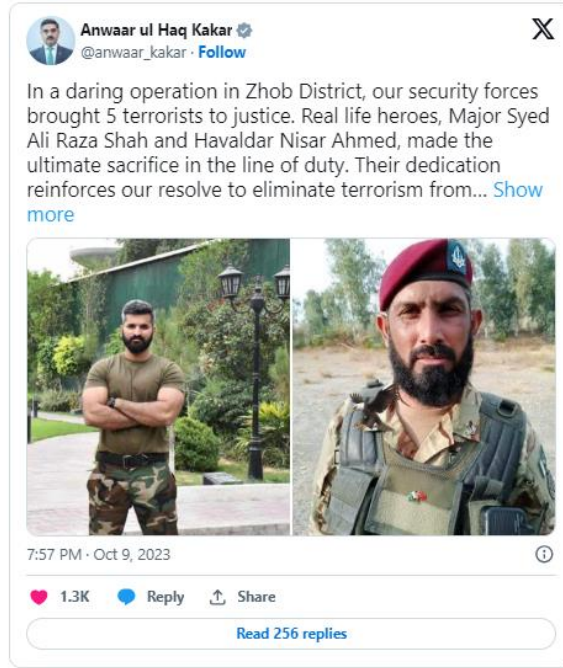 Anwaar ul Haq Kakar
@anwaar_kakar · Follow
In a daring operation in Zhob District, our security forces
brought 5 terrorists to justice. Real life heroes, Major Syed
Ali Raza Shah and Havaldar Nisar Ahmed, made the
ultimate sacrifice in the line of duty. Their dedication
reinforces our resolve to eliminate terrorism from... Show
more
7:57 PM · Oct 9, 2023
1.3K Reply Share
Read 256 replies